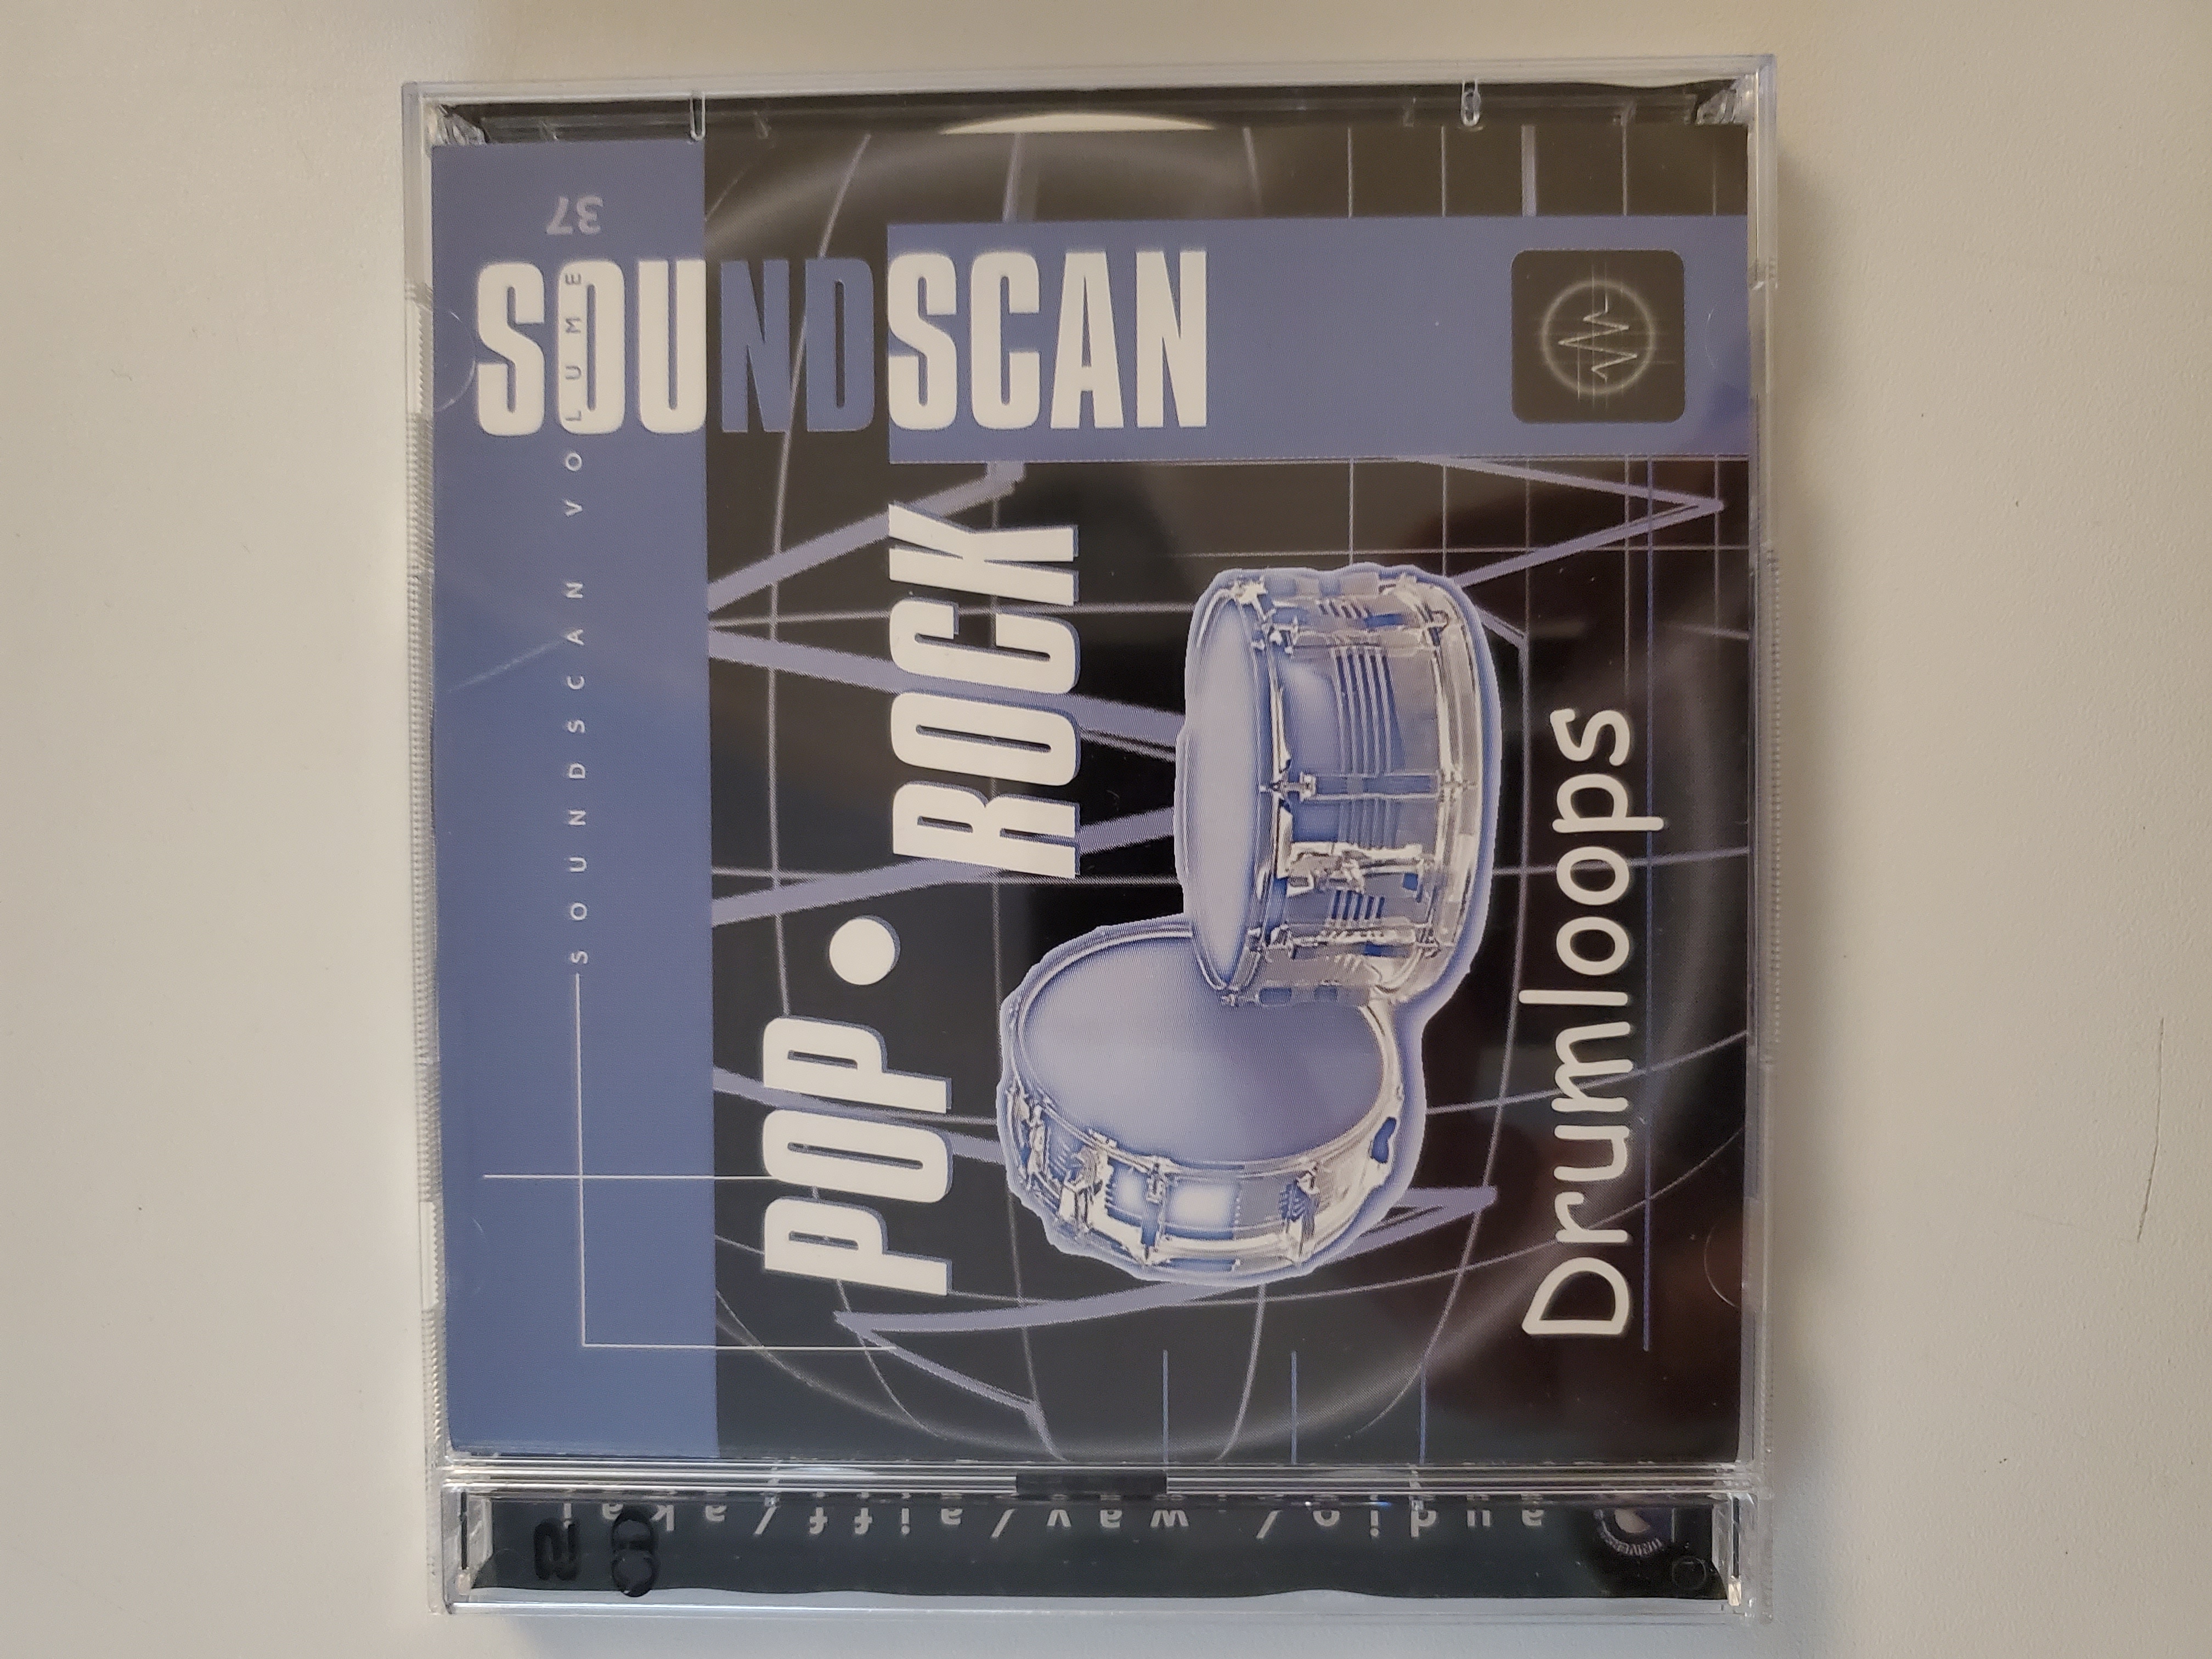 SOUNDSCAN
SOUNDSCAN VOLUME
37
POP • ROCK
Drumloops
audio/wav/aiff/akai
2 CD